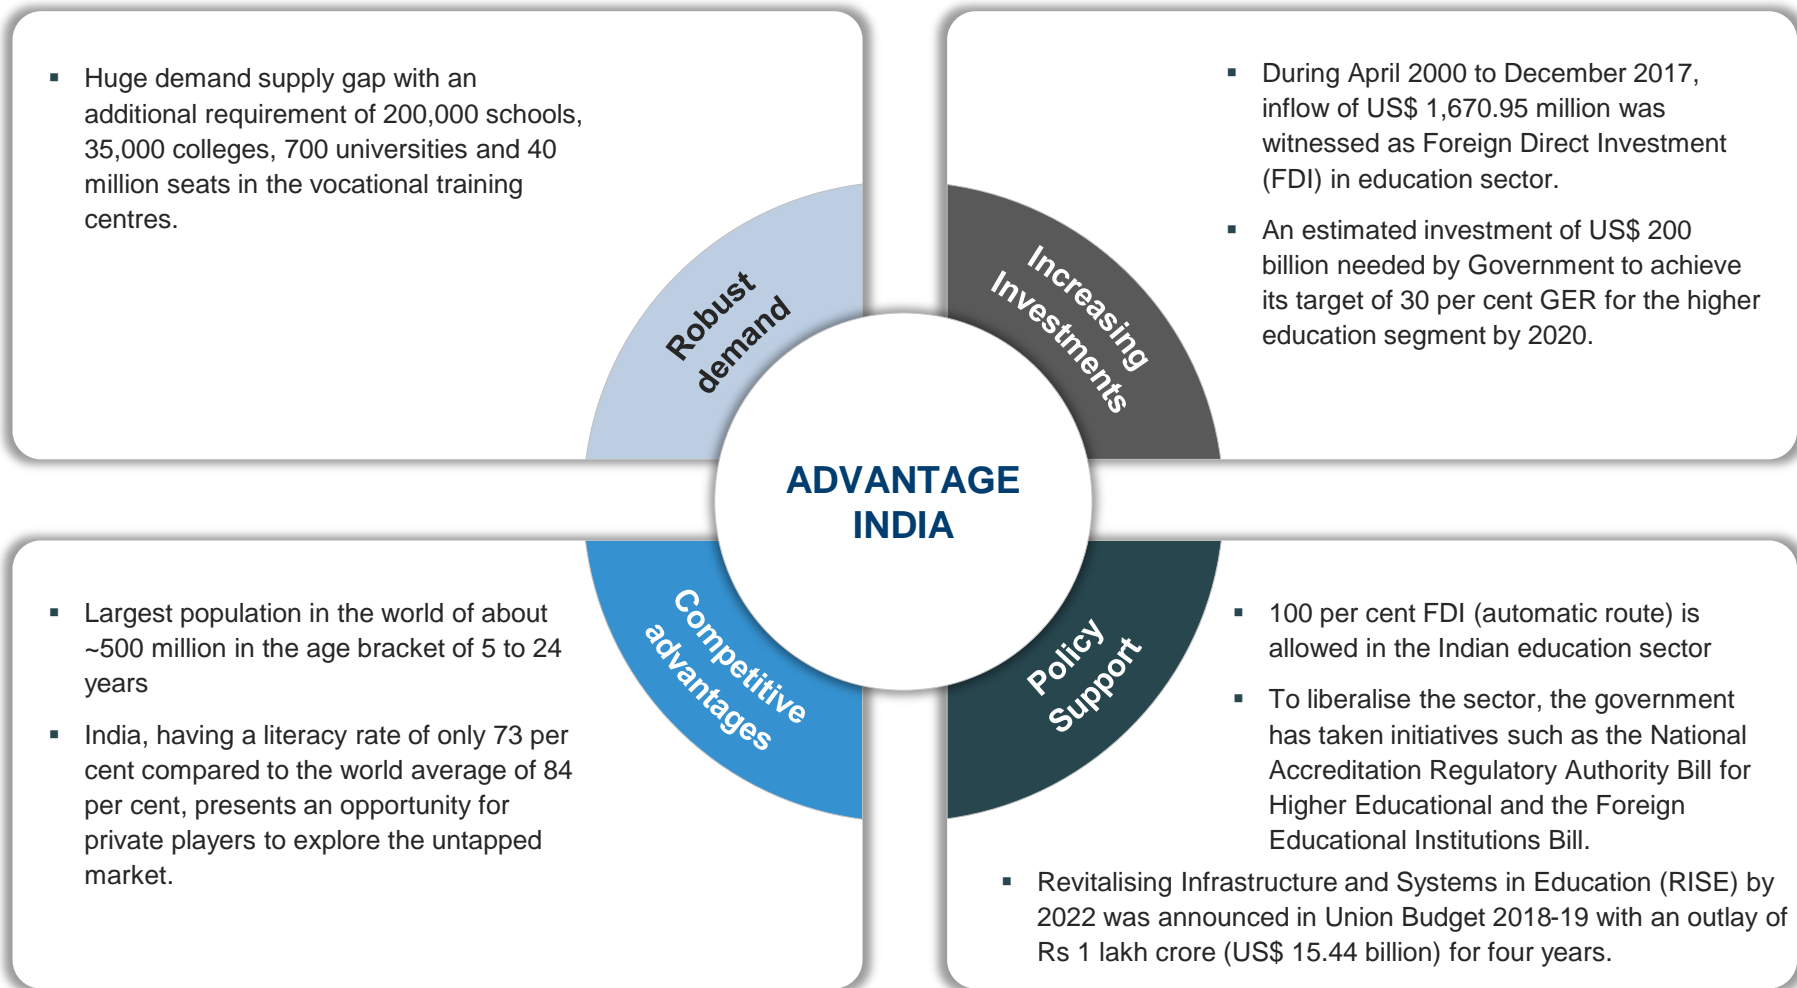 ▪ Huge demand supply gap with an
additional requirement of 200,000 schools,
35,000 colleges, 700 universities and 40
million seats in the vocational training
centres.
Robust
demand
▪ During April 2000 to December 2017,
inflow of US$ 1,670.95 million was
witnessed as Foreign Direct Investment
(FDI) in education sector.
▪ An estimated investment of US$ 200
billion needed by Government to achieve
its target of 30 per cent GER for the higher
education segment by 2020.
Increasing
Investments
ADVANTAGE
INDIA
▪ Largest population in the world of about
~500 million in the age bracket of 5 to 24
years
▪ India, having a literacy rate of only 73 per
cent compared to the world average of 84
per cent, presents an opportunity for
private players to explore the untapped
market.
Competitive
advantages
Policy
Support
▪ 100 per cent FDI (automatic route) is
allowed in the Indian education sector
▪ To liberalise the sector, the government
has taken initiatives such as the National
Accreditation Regulatory Authority Bill for
Higher Educational and the Foreign
Educational Institutions Bill.
▪ Revitalising Infrastructure and Systems in Education (RISE) by
2022 was announced in Union Budget 2018-19 with an outlay of
Rs 1 lakh crore (US$ 15.44 billion) for four years.